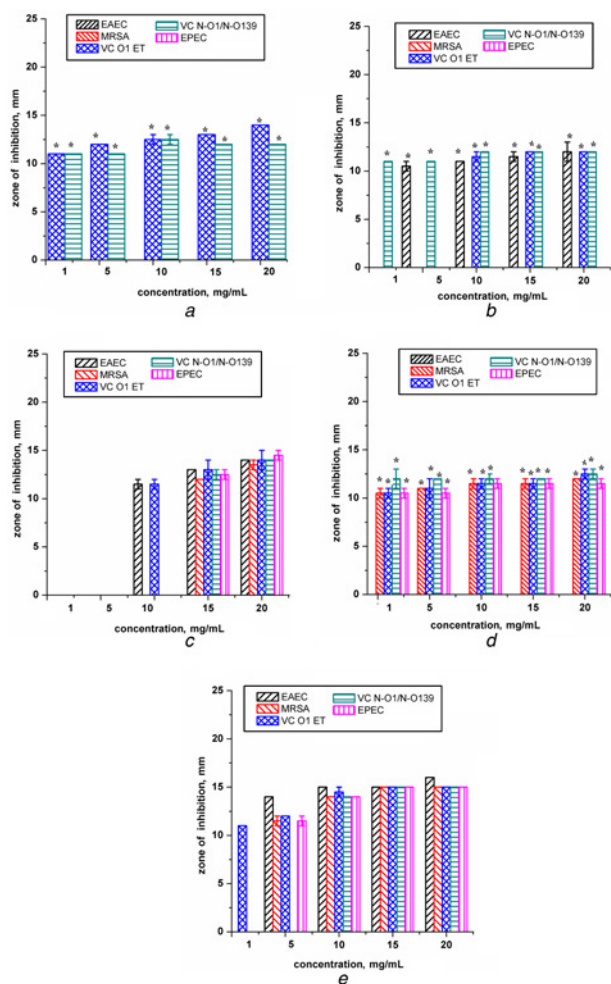 EAEC VC N-O1/N-O139
MRSA EPEC
VC O1 ET
25
20
15
10
5
0
zone of inhibition, mm
* * * * * * * * * *
1 5 10 15 20
concentration, mg/mL
a
EAEC VC N-O1/N-O139
MRSA EPEC
VC O1 ET
25
20
15
10
5
0
zone of inhibition, mm
* * * * * * * * * * *
1 5 10 15 20
concentration, mg/mL
b
EAEC VC N-O1/N-O139
MRSA EPEC
VC O1 ET
25
20
15
10
5
0
zone of inhibition, mm
1 5 10 15 20
concentration, mg/mL
c
EAEC VC N-O1/N-O139
MRSA EPEC
VC O1 ET
25
20
15
10
5
0
zone of inhibition, mm
* * * * * * * * * * * * * * * * * * * *
1 5 10 15 20
concentration, mg/mL
d
EAEC VC N-O1/N-O139
MRSA EPEC
VC O1 ET
25
20
15
10
5
0
zone of inhibition, mm
1 5 10 15 20
concentration, mg/mL
e